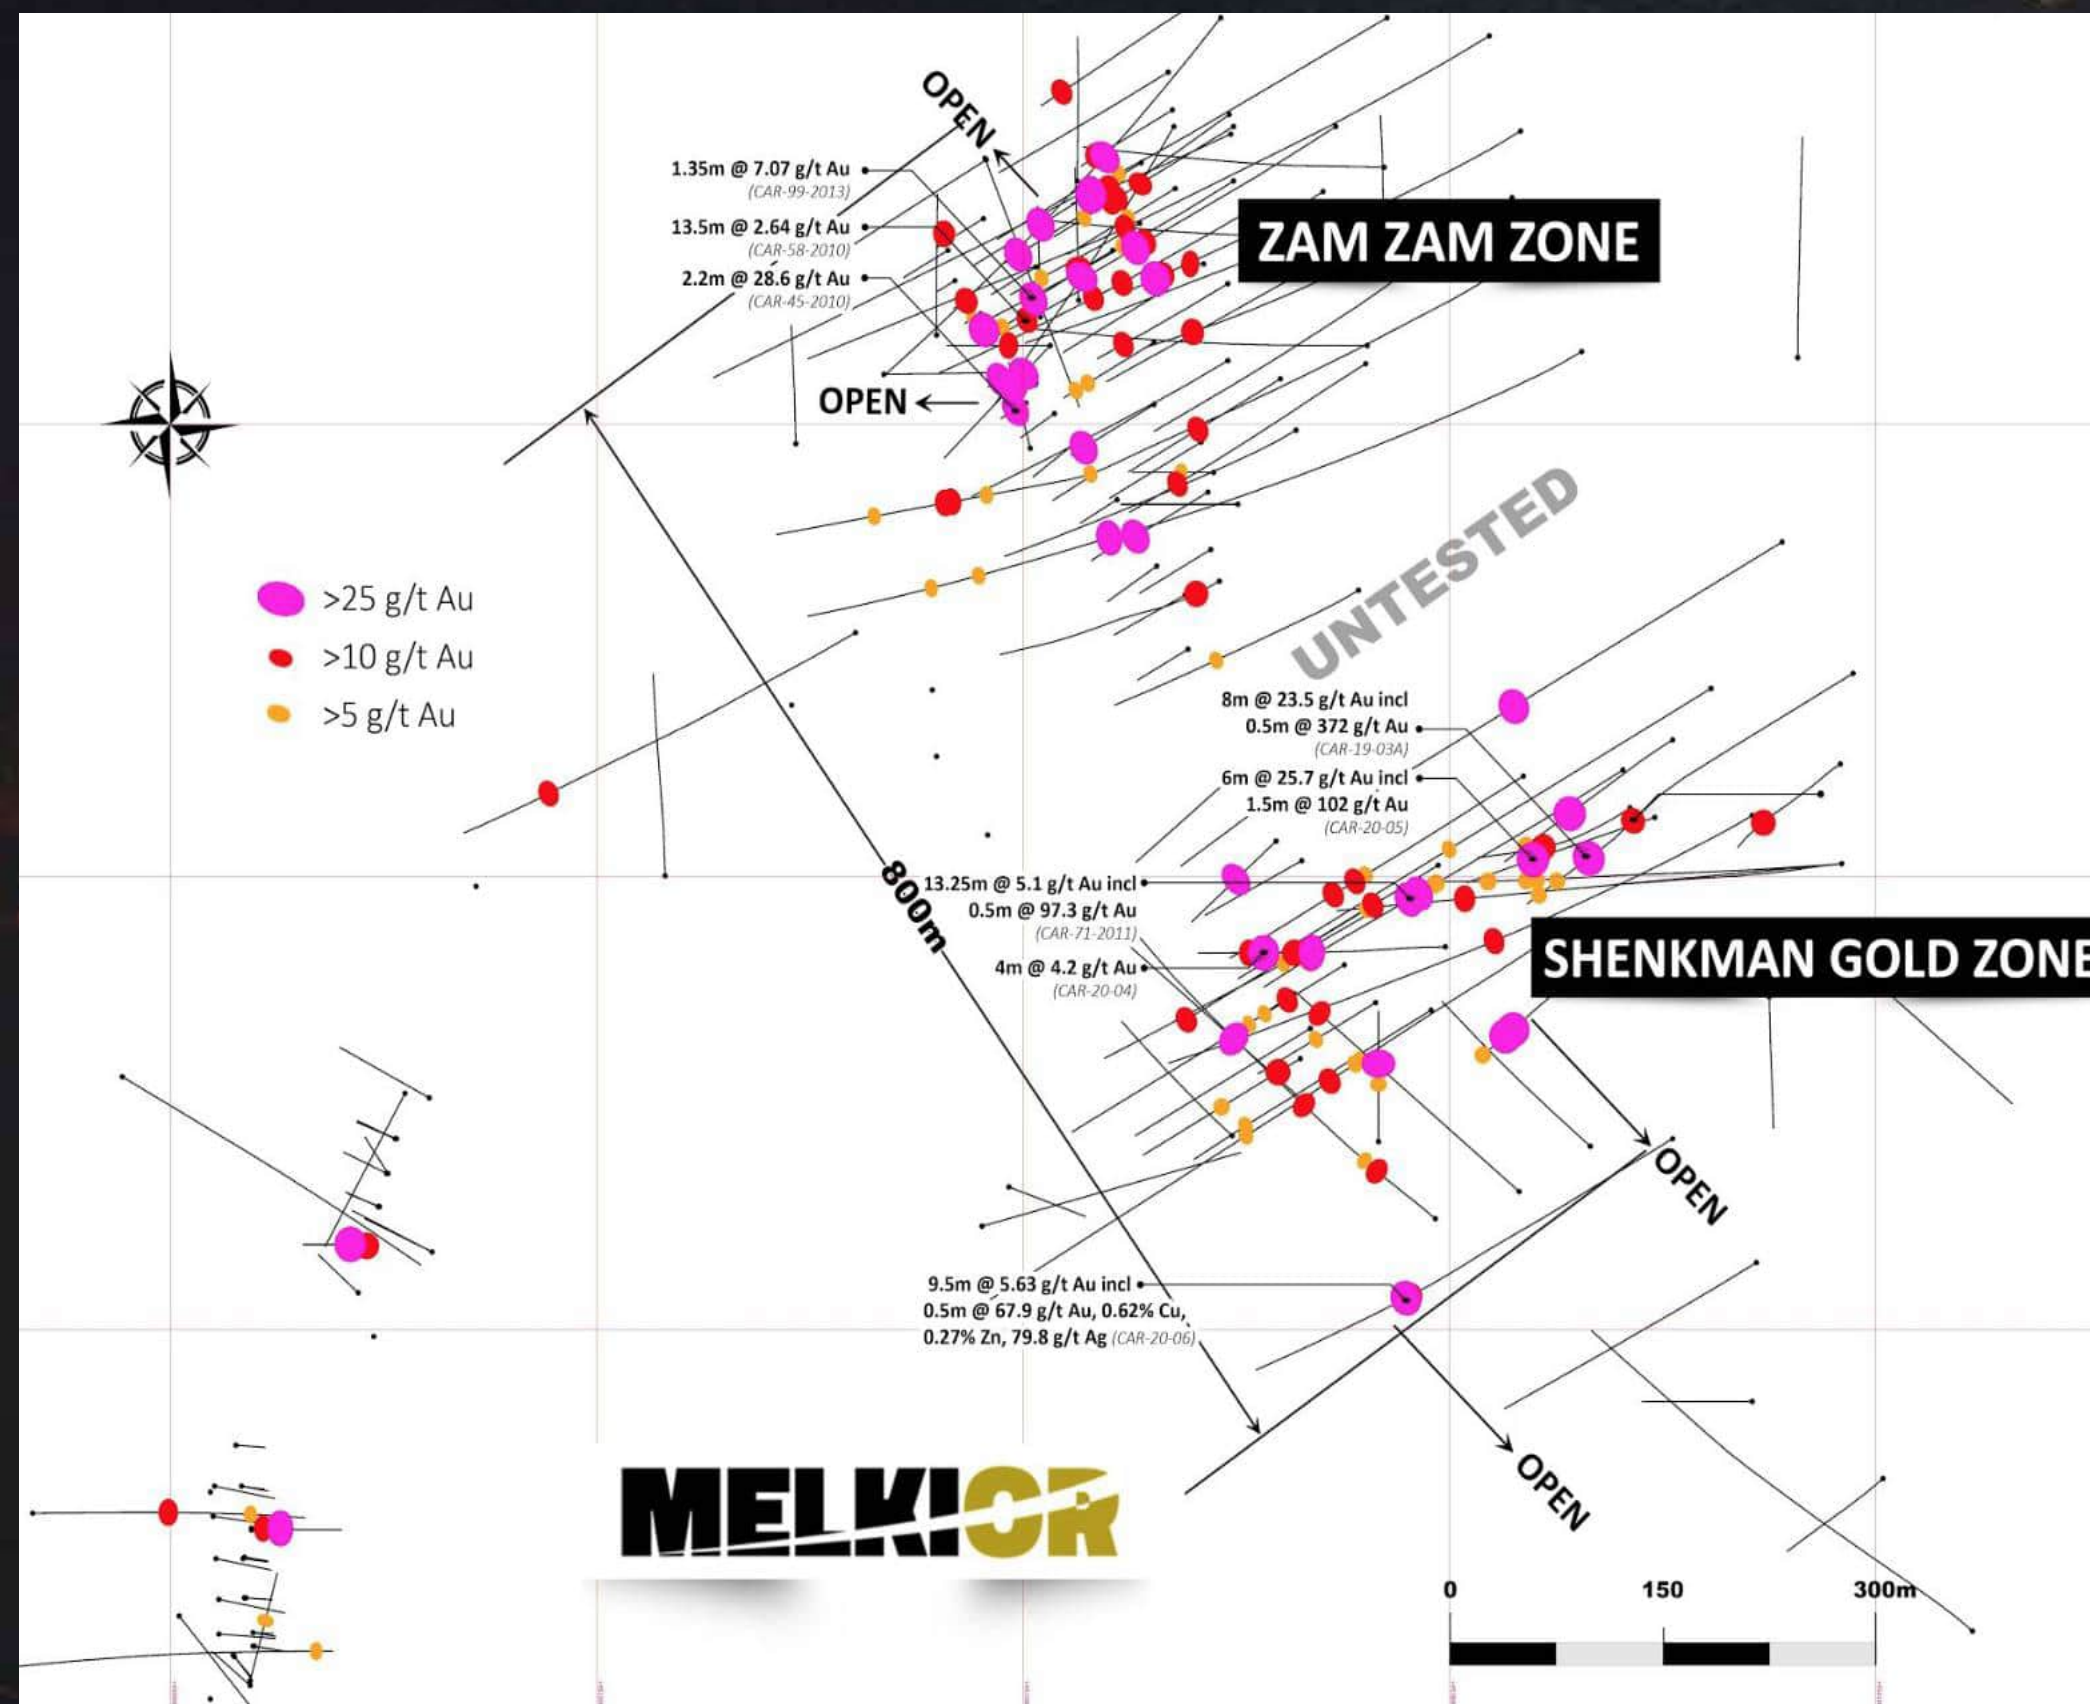 OPEN
1.35m @ 7.07 g/t Au
(CAR-99-2013)
13.5m @ 2.64 g/t Au
(CAR-58-2010)
2.2m @ 28.6 g/t Au
(CAR-45-2010)
ZAM ZAM ZONE
OPEN
UNTESTED
>25 g/t Au
>10 g/t Au
>5 g/t Au
8m @ 23.5 g/t Au incl
0.5m @ 372 g/t Au
(CAR-19-03A)
6m @ 25.7 g/t Au incl
1.5m @ 102 g/t Au
(CAR-20-05)
800m
13.25m @ 5.1 g/t Au incl
0.5m @ 97.3 g/t Au
(CAR-71-2011)
4m @ 4.2 g/t Au
(CAR-20-04)
SHENKMAN GOLD ZONE
OPEN
9.5m @ 5.63 g/t Au incl
0.5m @ 67.9 g/t Au, 0.62% Cu,
0.27% Zn, 79.8 g/t Ag (CAR-20-06)
OPEN
MELKIOR
0 150 300m